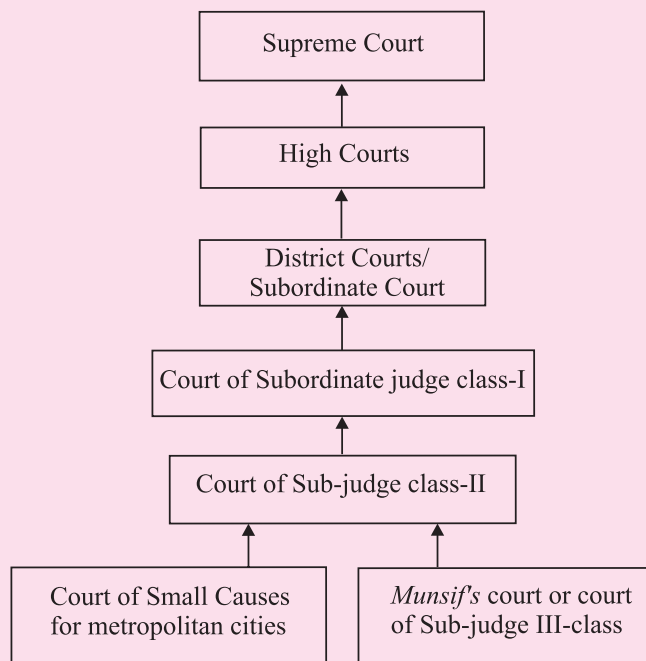 Supreme Court
High Courts
District Courts/
Subordinate Court
Court of Subordinate judge class-I
Court of Sub-judge class-II
Court of Small Causes
for metropolitan cities
Munsif's court or court
of Sub-judge III-class